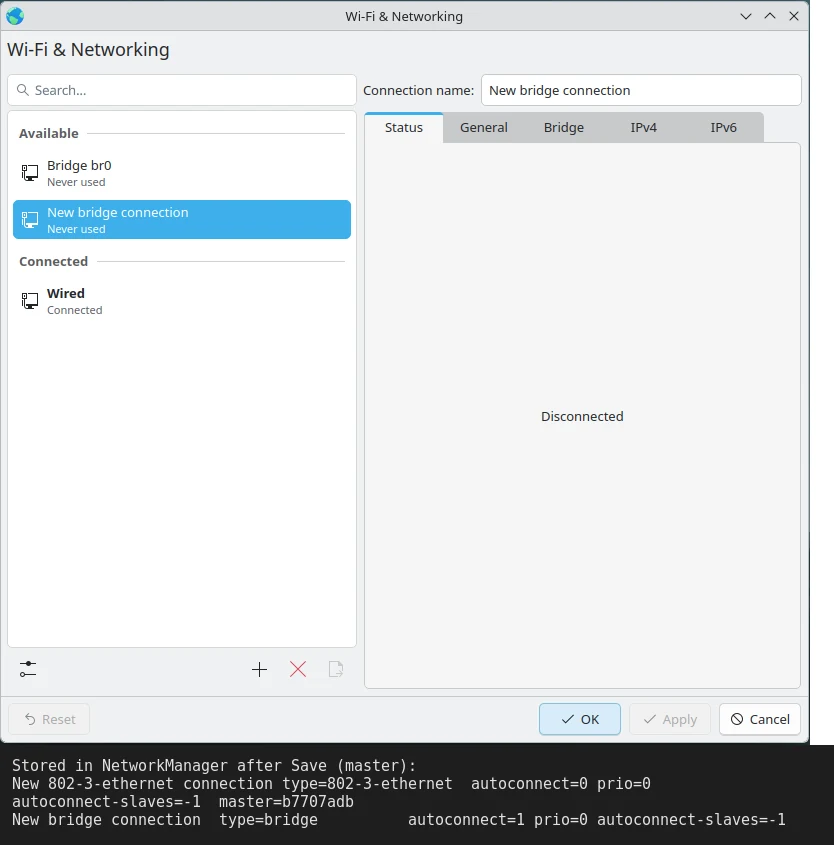 Wi-Fi & Networking
Wi-Fi & Networking
Search...
Connection name: New bridge connection
Available
Bridge br0
Never used
New bridge connection
Never used
Connected
Wired
Connected
Status General Bridge IPv4 IPv6
Disconnected
Reset OK Apply Cancel
Stored in NetworkManager after Save (master):
New 802-3-ethernet connection type=802-3-ethernet  autoconnect=0 prio=0
autoconnect-slaves=-1  master=b7707adb
New bridge connection  type=bridge          autoconnect=1 prio=0 autoconnect-slaves=-1